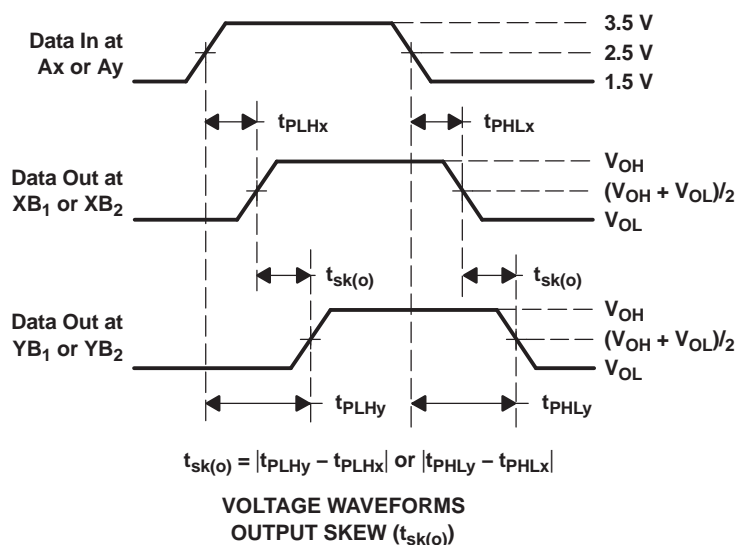 Data In at
Ax or Ay
3.5 V
2.5 V
1.5 V
tPLHx
tPHLx
Data Out at
XB1 or XB2
VOH
(VOH + VOL)/2
VOL
tsk(o)
tsk(o)
Data Out at
YB1 or YB2
VOH
(VOH + VOL)/2
VOL
tPLHy
tPHLy
tsk(o) = |tPLHy – tPLHx| or |tPHLy – tPHLx|
VOLTAGE WAVEFORMS
OUTPUT SKEW (tsk(o))